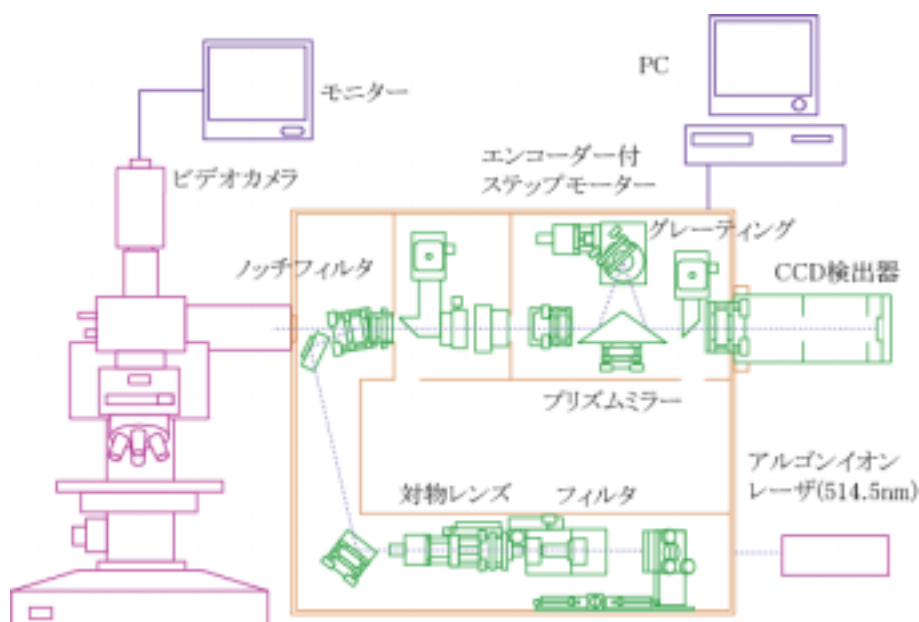 PC
モニター
エンコーダー付
ステップモーター
ビデオカメラ
グレーティング
ノッチフィルタ
CCD検出器
プリズムミラー
アルゴンイオン
レーザ(514.5nm)
対物レンズ
フィルタ